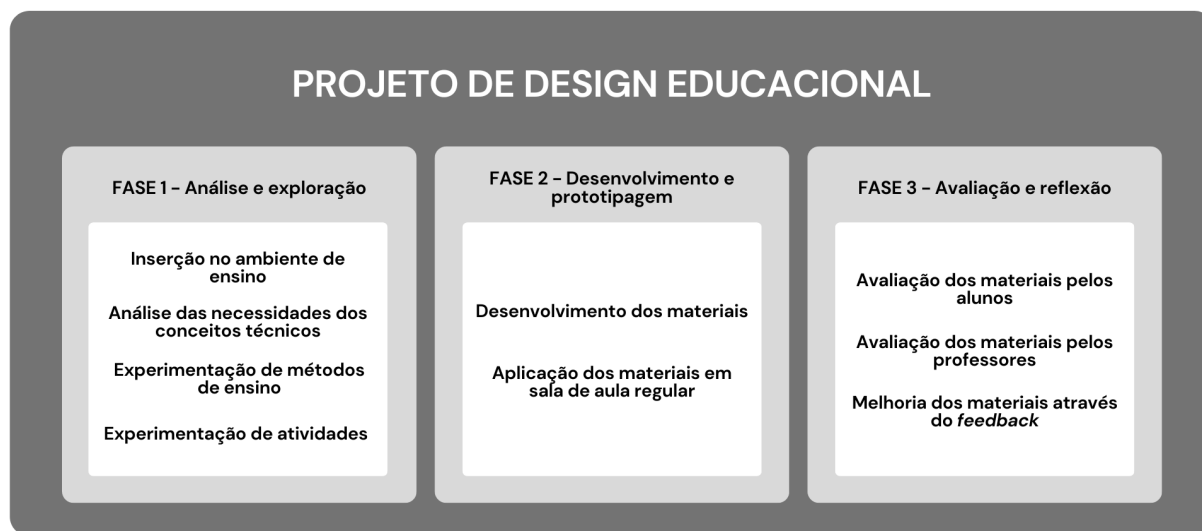 PROJETO DE DESIGN EDUCACIONAL
FASE 1 - Análise e exploração
Inserção no ambiente de
ensino
Análise das necessidades dos
conceitos técnicos
Experimentação de métodos
de ensino
Experimentação de atividades
FASE 2 - Desenvolvimento e
prototipagem
Desenvolvimento dos materiais
Aplicação dos materiais em
sala de aula regular
FASE 3 - Avaliação e reflexão
Avaliação dos materiais pelos
alunos
Avaliação dos materiais pelos
professores
Melhoria dos materiais através
do feedback